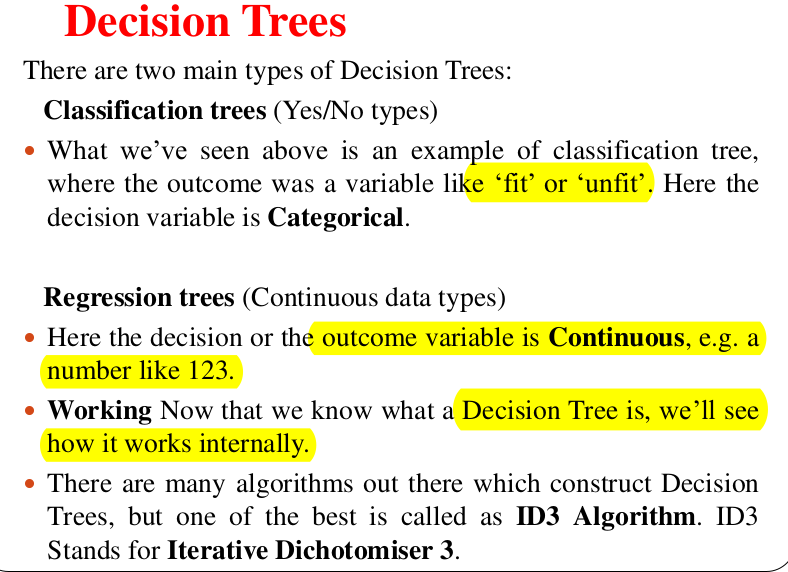 Decision Trees
There are two main types of Decision Trees:
Classification trees (Yes/No types)
• What we’ve seen above is an example of classification tree,
where the outcome was a variable like ‘fit’ or ‘unfit’. Here the
decision variable is Categorical.
Regression trees (Continuous data types)
• Here the decision or the outcome variable is Continuous, e.g. a
number like 123.
• Working Now that we know what a Decision Tree is, we’ll see
how it works internally.
• There are many algorithms out there which construct Decision
Trees, but one of the best is called as ID3 Algorithm. ID3
Stands for Iterative Dichotomiser 3.